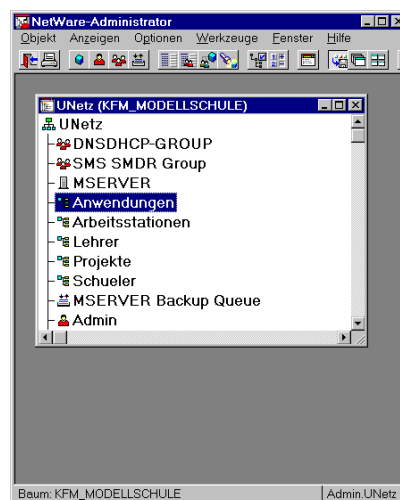 NetWare-Administrator
Objekt Anzeigen Optionen Werkzeuge Fenster Hilfe
UNetz (KFM_MODELLSCHULE)
UNetz
DNSDHCP-GROUP
SMS SMDR Group
MSERVER
Anwendungen
Arbeitsstationen
Lehrer
Projekte
Schueler
MSERVER Backup Queue
Admin
Baum: KFM_MODELLSCHULE Admin.UNetz